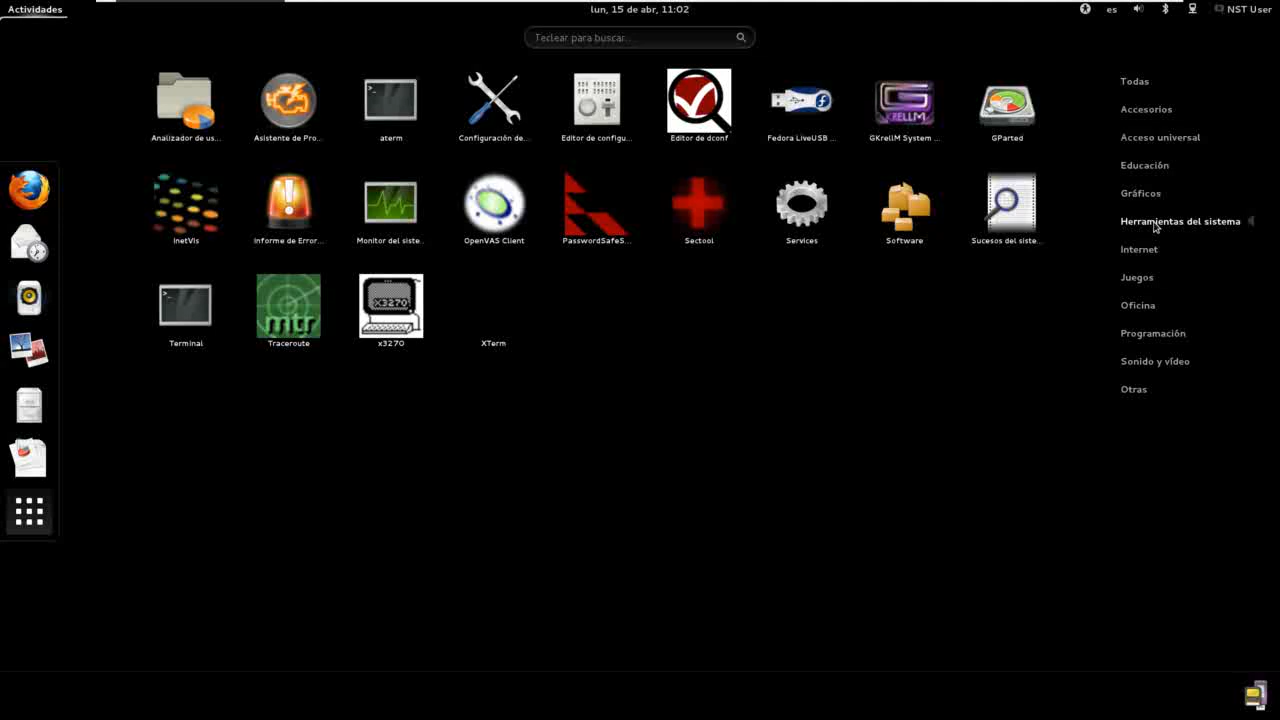 Actividades
lun, 15 de abr, 11:02
es
NST User
Teclear para buscar...
Analizador de us...
Asistente de Pro...
aterm
Configuración de...
Editor de configu...
Editor de dconf
Fedora LiveUSB ...
GKrellM System ...
GParted
InetVis
Informe de Error...
Monitor del siste...
OpenVAS Client
PasswordSafeS...
Sectool
Services
Software
Sucesos del siste...
Terminal
Traceroute
x3270
XTerm
X3270
mtr
KRELLM
Todas
Accesorios
Acceso universal
Educación
Gráficos
Herramientas del sistema
Internet
Juegos
Oficina
Programación
Sonido y vídeo
Otras